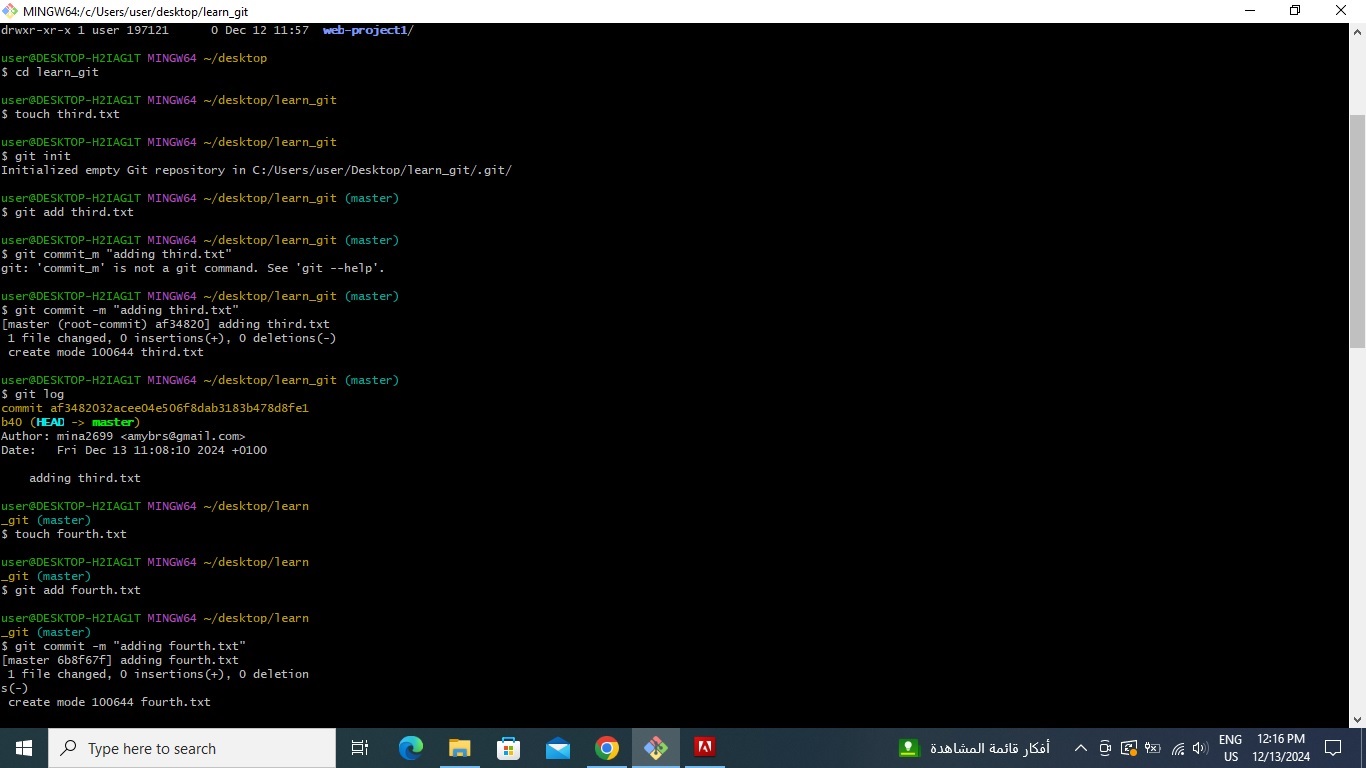 MINGW64:/c/Users/user/desktop/learn_git
drwxr-xr-x 1 user 197121      0 Dec 12 11:57  web-project1/
user@DESKTOP-H2IAG1T MINGW64 ~/desktop
$ cd learn_git
user@DESKTOP-H2IAG1T MINGW64 ~/desktop/learn_git
$ touch third.txt
user@DESKTOP-H2IAG1T MINGW64 ~/desktop/learn_git
$ git init
Initialized empty Git repository in C:/Users/user/Desktop/learn_git/.git/
user@DESKTOP-H2IAG1T MINGW64 ~/desktop/learn_git (master)
$ git add third.txt
user@DESKTOP-H2IAG1T MINGW64 ~/desktop/learn_git (master)
$ git commit_m "adding third.txt"
git: 'commit_m' is not a git command. See 'git --help'.
user@DESKTOP-H2IAG1T MINGW64 ~/desktop/learn_git (master)
$ git commit -m "adding third.txt"
[master (root-commit) af34820] adding third.txt
 1 file changed, 0 insertions(+), 0 deletions(-)
 create mode 100644 third.txt
user@DESKTOP-H2IAG1T MINGW64 ~/desktop/learn_git (master)
$ git log
commit af3482032acee04e506f8dab3183b478d8fe1
b40 (HEAD -> master)
Author: mina2699 <amybrs@gmail.com>
Date:   Fri Dec 13 11:08:10 2024 +0100
    adding third.txt
user@DESKTOP-H2IAG1T MINGW64 ~/desktop/learn
_git (master)
$ touch fourth.txt
user@DESKTOP-H2IAG1T MINGW64 ~/desktop/learn
_git (master)
$ git add fourth.txt
user@DESKTOP-H2IAG1T MINGW64 ~/desktop/learn
_git (master)
$ git commit -m "adding fourth.txt"
[master 6b8f67f] adding fourth.txt
 1 file changed, 0 insertions(+), 0 deletion
s(-)
 create mode 100644 fourth.txt
Type here to search
أفكار قائمة المشاهدة
ENG
US
12:16 PM
12/13/2024